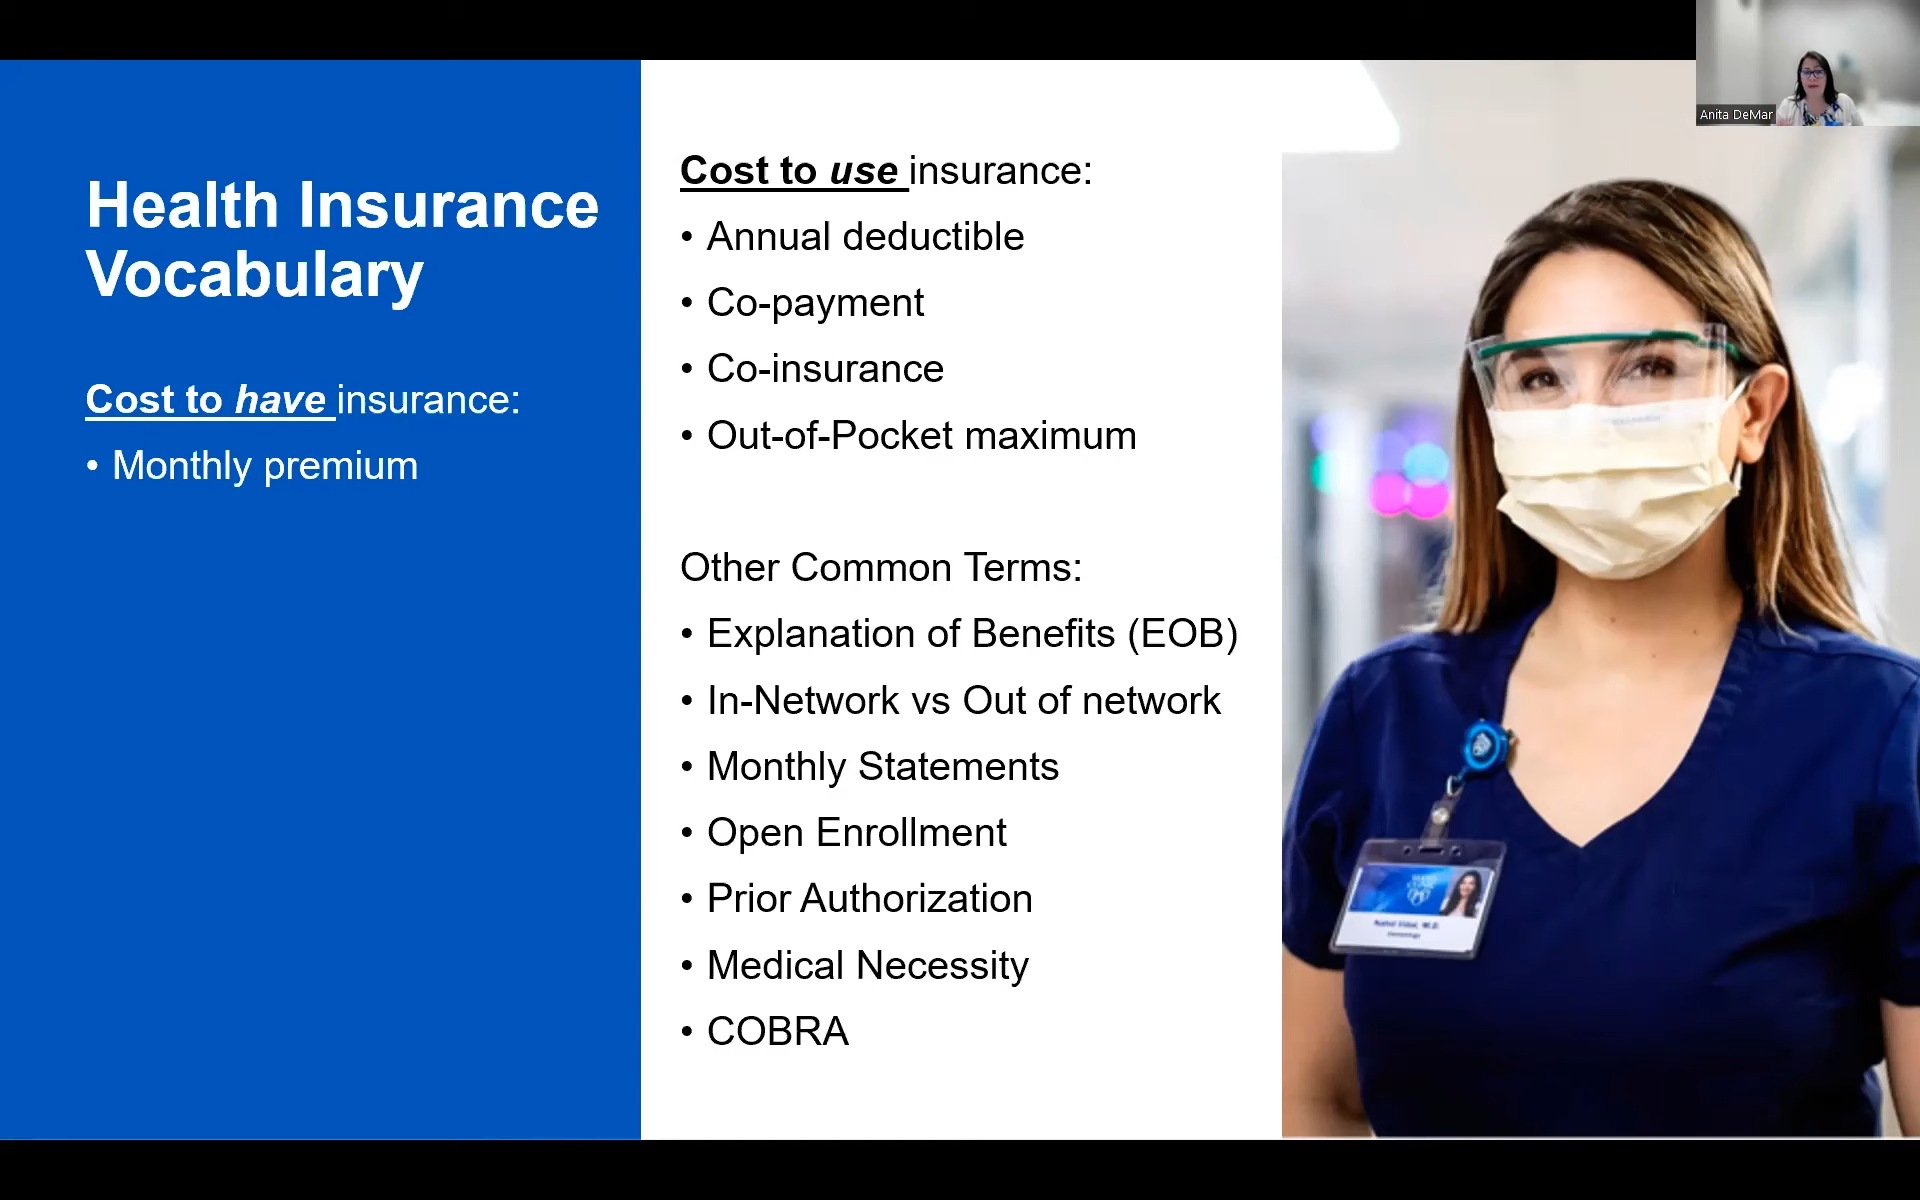 Anita DeMar
Health Insurance
Vocabulary
Cost to have insurance:
• Monthly premium
Cost to use insurance:
• Annual deductible
• Co-payment
• Co-insurance
• Out-of-Pocket maximum
Other Common Terms:
• Explanation of Benefits (EOB)
• In-Network vs Out of network
• Monthly Statements
• Open Enrollment
• Prior Authorization
• Medical Necessity
• COBRA